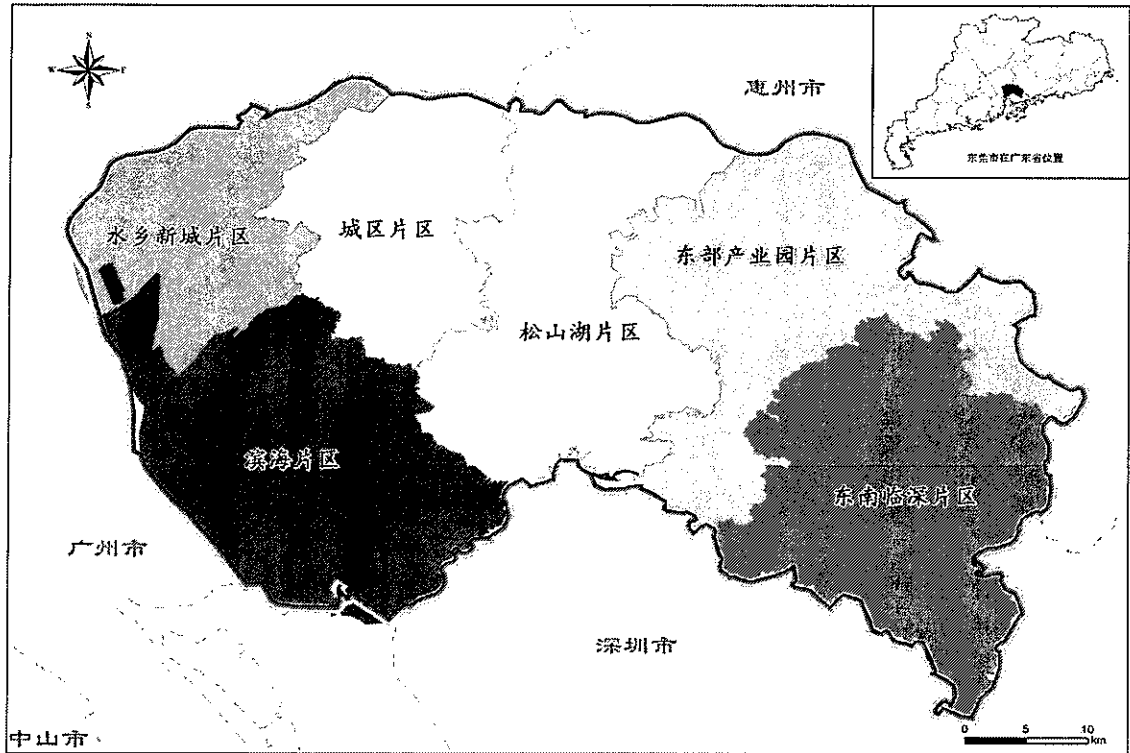 N
W
E
S
惠州市
东莞市在广东省位置
水乡新城片区
城区片区
东部产业园片区
松山湖片区
滨海片区
东南临深片区
广州市
深圳市
中山市
0 5 10
km